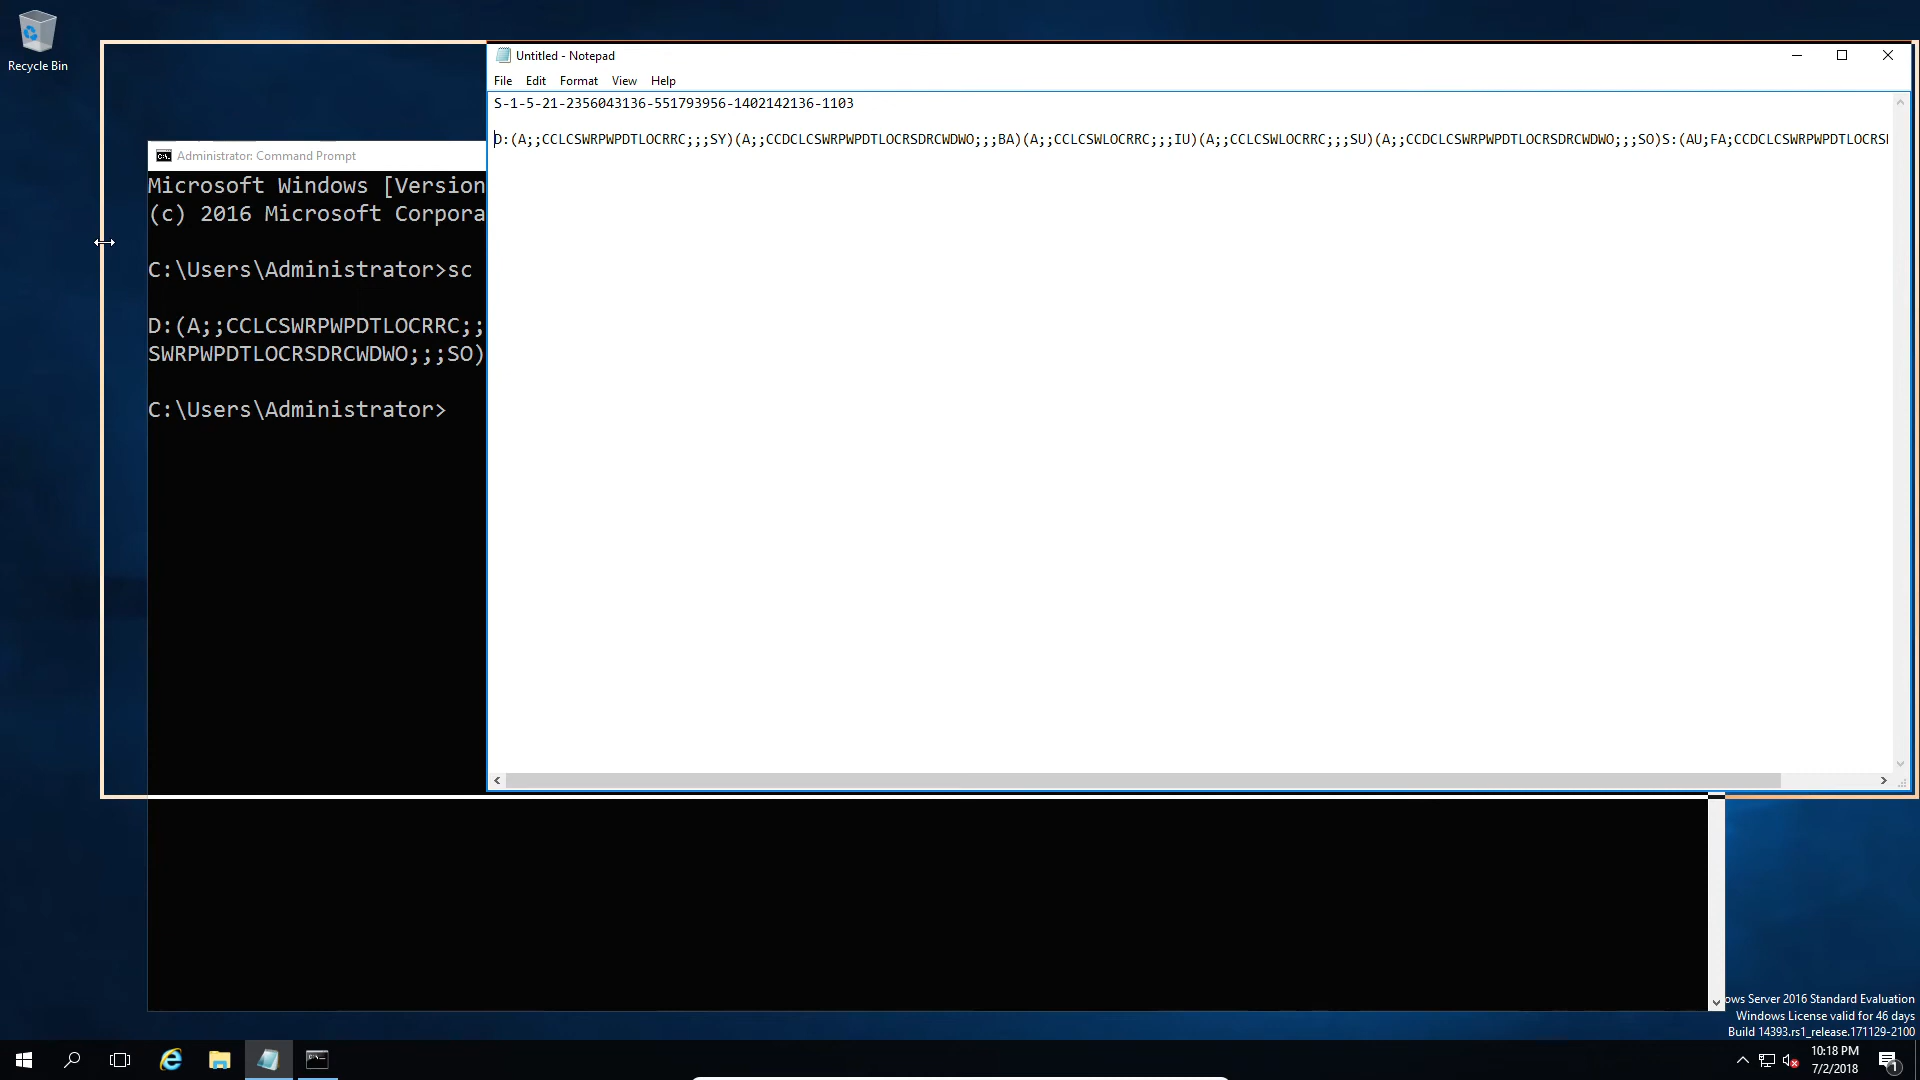 Recycle Bin
Untitled - Notepad
File Edit Format View Help
S-1-5-21-2356043136-551793956-1402142136-1103
D:(A;;CCLCSWRPWPDTLOCRRC;;;SY)(A;;CCDCLCSWRPWPDTLOCRSDRCWDWO;;;BA)(A;;CCLCSWLOCRRC;;;IU)(A;;CCLCSWLOCRRC;;;SU)(A;;CCDCLCSWRPWPDTLOCRSDRCWDWO;;;SO)S:(AU;FA;CCDCLCSWRPWPDTLOCRS
Administrator: Command Prompt
Microsoft Windows [Version
(c) 2016 Microsoft Corpora
C:\Users\Administrator>sc
D:(A;;CCLCSWRPWPDTLOCRRC;;
SWRPWPDTLOCRSDRCWDWO;;;SO)
C:\Users\Administrator>
ows Server 2016 Standard Evaluation
Windows License valid for 46 days
Build 14393.rs1_release.171129-2100
10:18 PM
7/2/2018
1